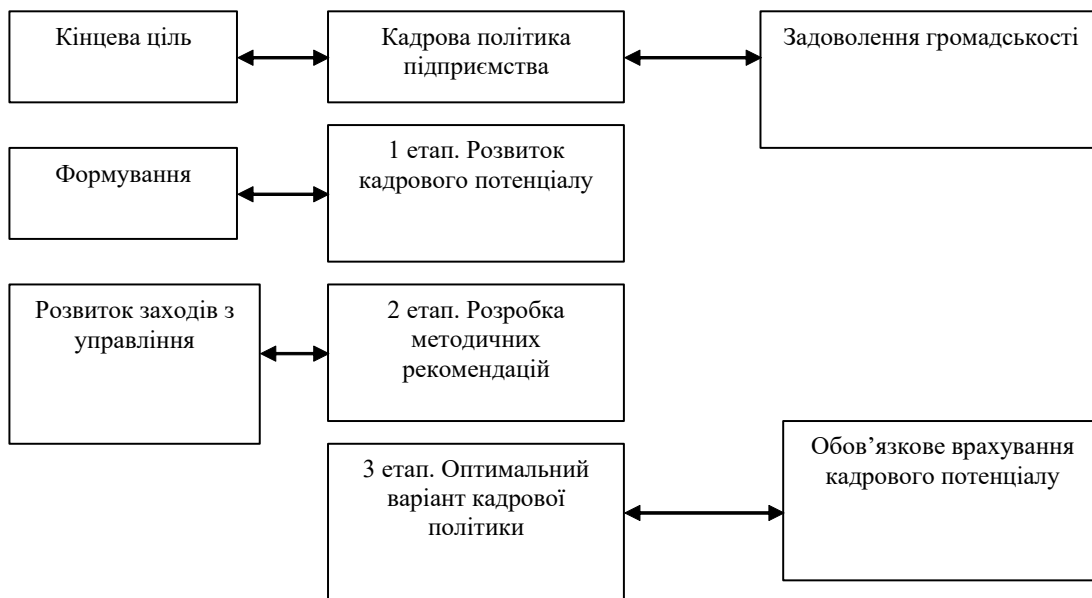 Кінцева ціль
Кадрова політика
підприємства
Задоволення громадськості
Формування
1 етап. Розвиток
кадрового потенціалу
Розвиток заходів з
управління
2 етап. Розробка
методичних
рекомендацій
3 етап. Оптимальний
варіант кадрової
політики
Обов’язкове врахування
кадрового потенціалу